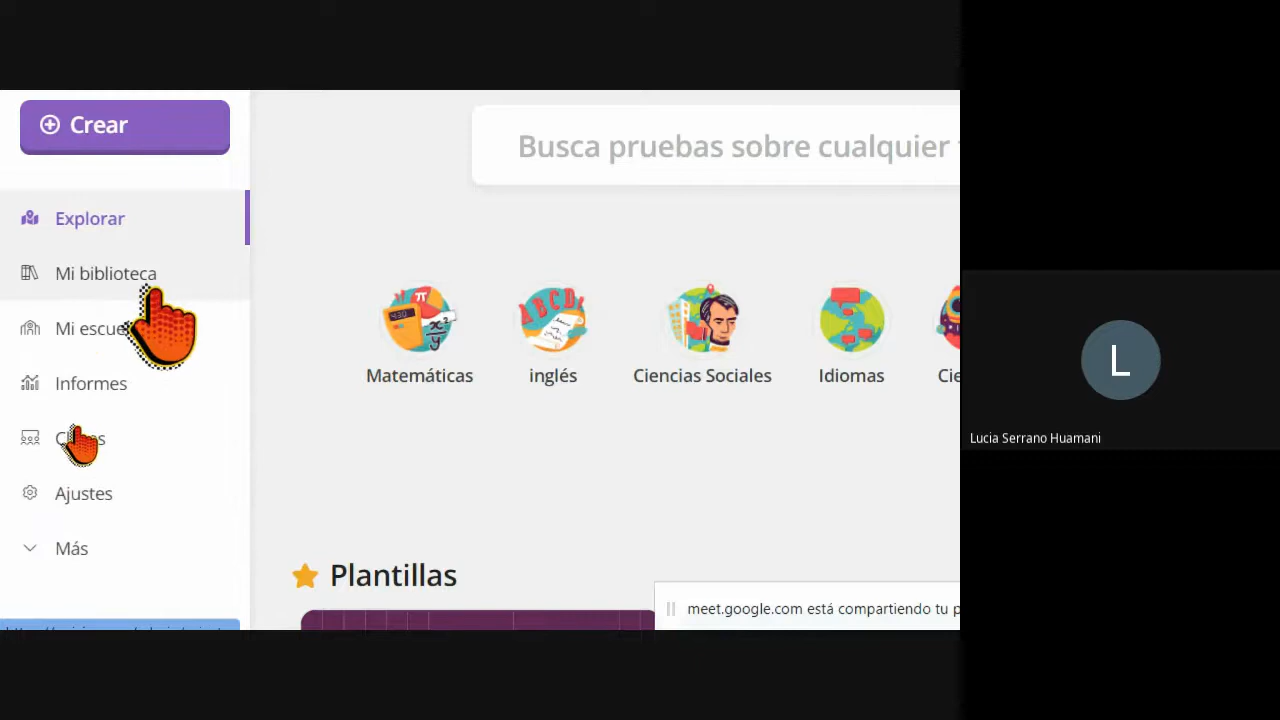 Crear
Busca pruebas sobre cualquier
Explorar
Mi biblioteca
Mi
Informes
Ajustes
Más
Matemáticas
inglés
Ciencias Sociales
Idiomas
Plantillas
meet.google.com está compartiendo tu
L
Lucia Serrano Huamani